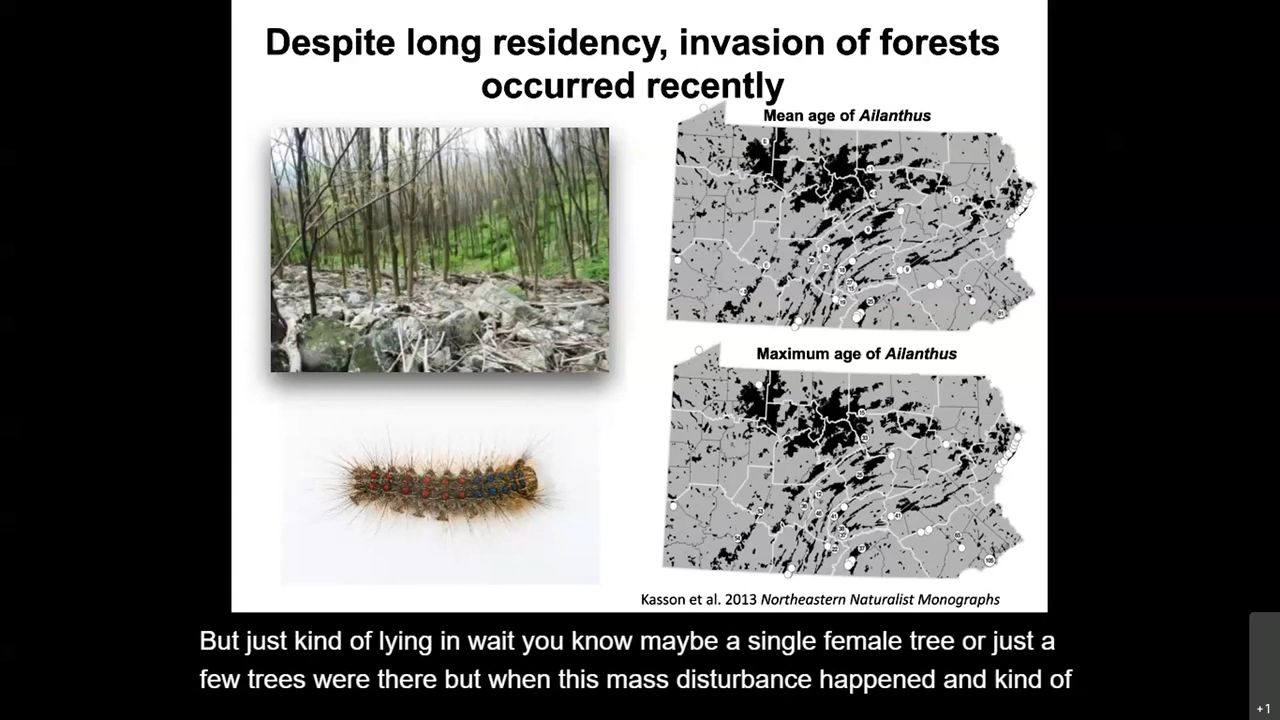 Despite long residency, invasion of forests
occurred recently
Mean age of Ailanthus
Maximum age of Ailanthus
Kasson et al. 2013 Northeastern Naturalist Monographs
But just kind of lying in wait you know maybe a single female tree or just a
few trees were there but when this mass disturbance happened and kind of
+1